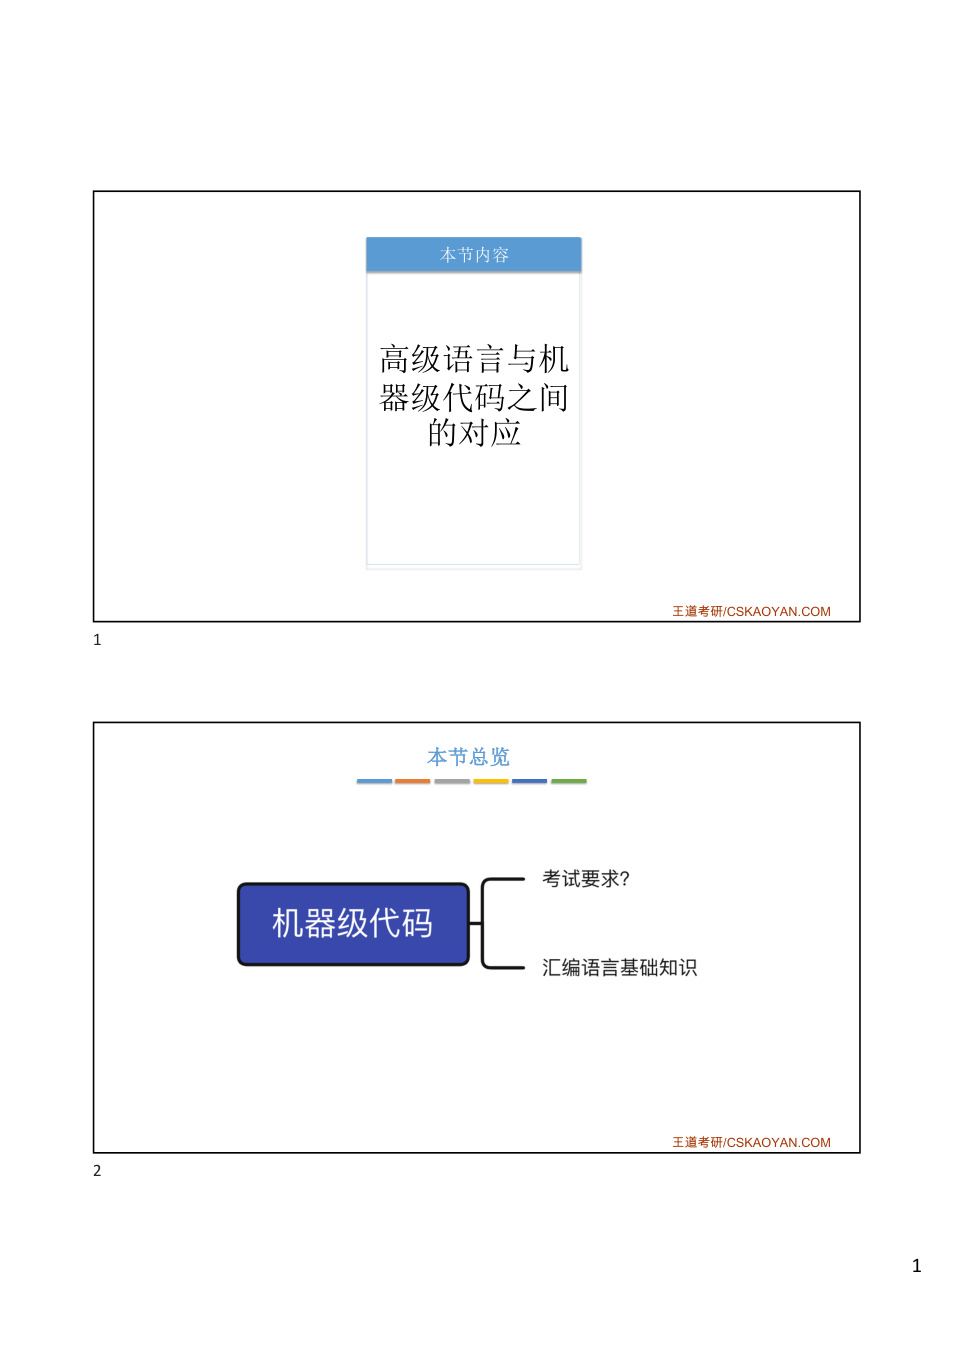 本节内容
高级语言与机
器级代码之间
的对应
王道考研/CSKAOYAN.COM
1
本节总览
机器级代码
考试要求?
汇编语言基础知识
王道考研/CSKAOYAN.COM
2
1